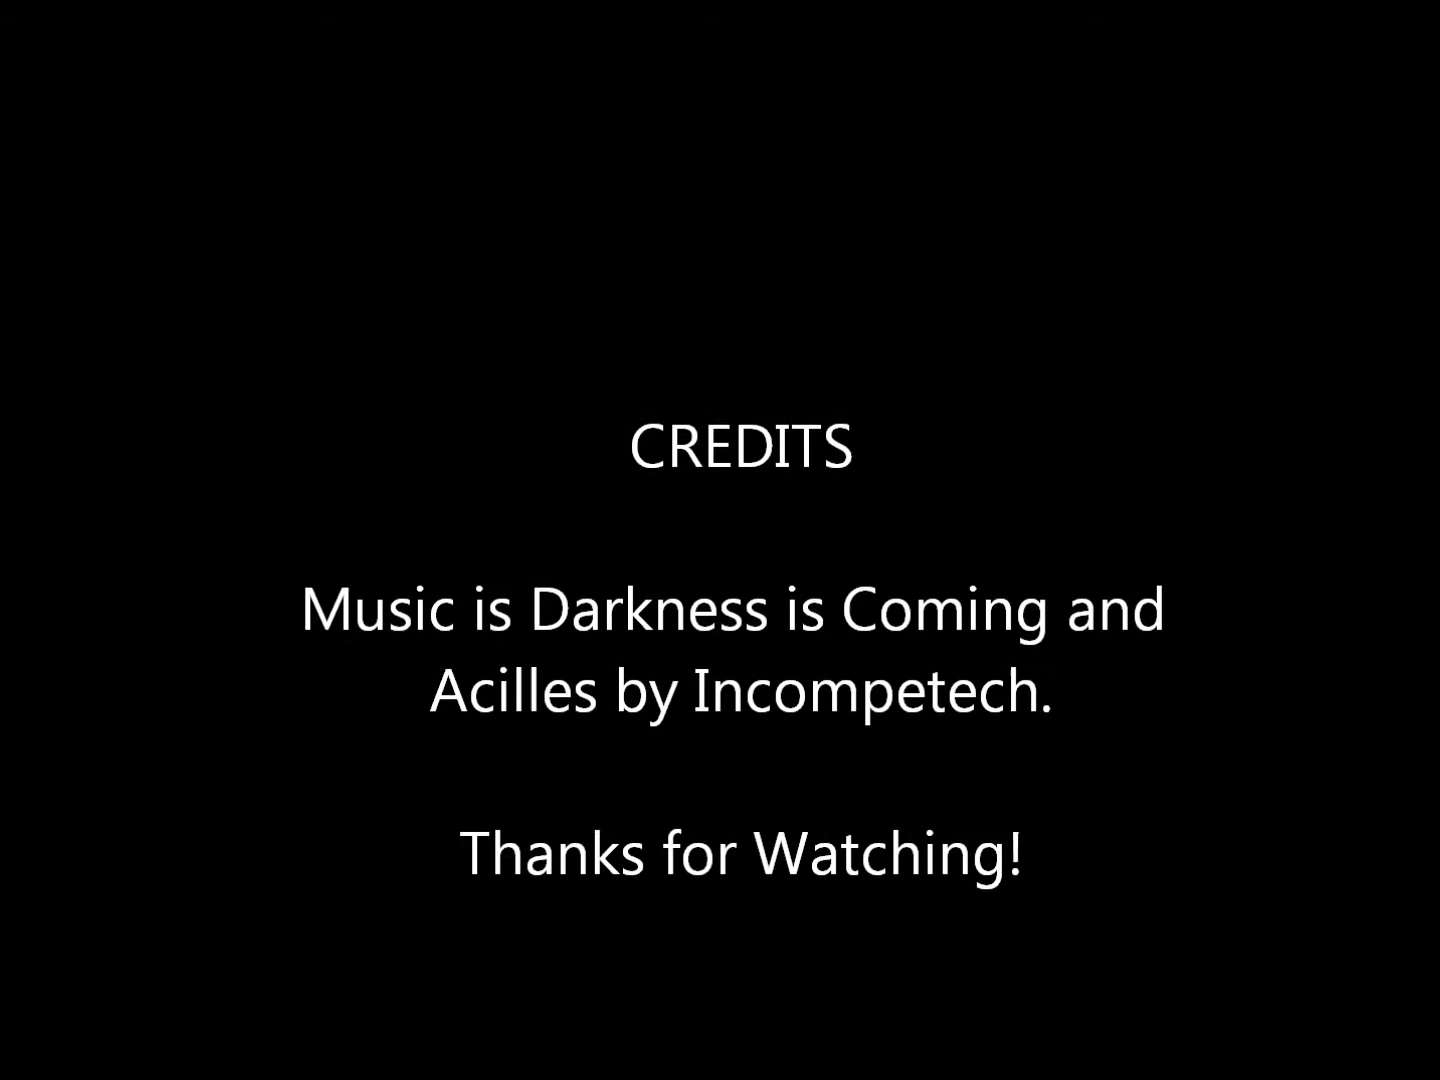 CREDITS
Music is Darkness is Coming and
Acilles by Incompetech.
Thanks for Watching!